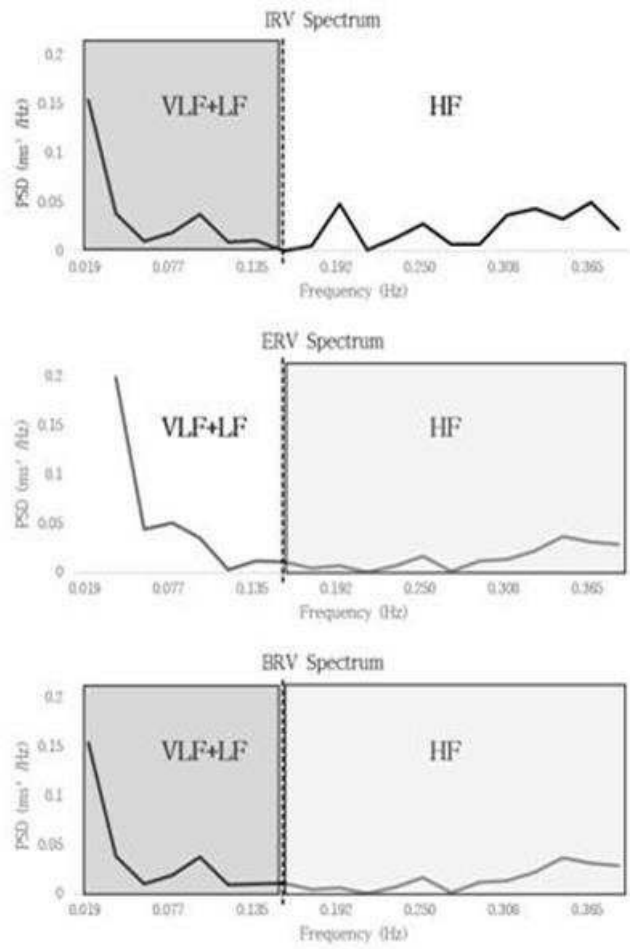 IRV Spectrum
0.2
0.15
0.1
0.05
0
PSD (ms² /Hz)
VLF+LF
HF
0.019 0.077 0.135 0.192 0.250 0.308 0.365
Frequency (Hz)
ERV Spectrum
0.2
0.15
0.1
0.05
0
PSD (ms² /Hz)
VLF+LF
HF
0.019 0.077 0.135 0.192 0.250 0.308 0.365
Frequency (Hz)
BRV Spectrum
0.2
0.15
0.1
0.05
0
PSD (ms² /Hz)
VLF+LF
HF
0.019 0.077 0.135 0.192 0.250 0.308 0.365
Frequency (Hz)